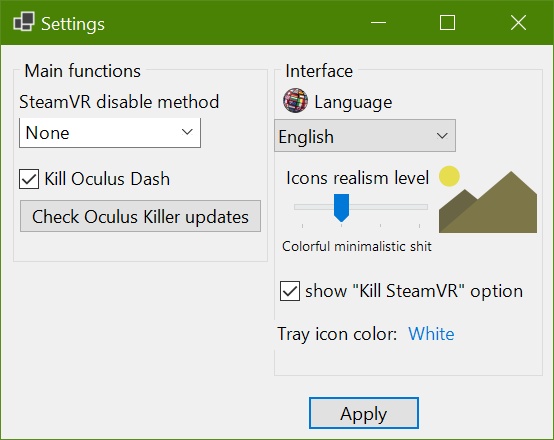 Settings
Main functions
SteamVR disable method
None
Kill Oculus Dash
Check Oculus Killer updates
Interface
Language
English
Icons realism level
Colorful minimalistic shit
show "Kill SteamVR" option
Tray icon color: White
Apply